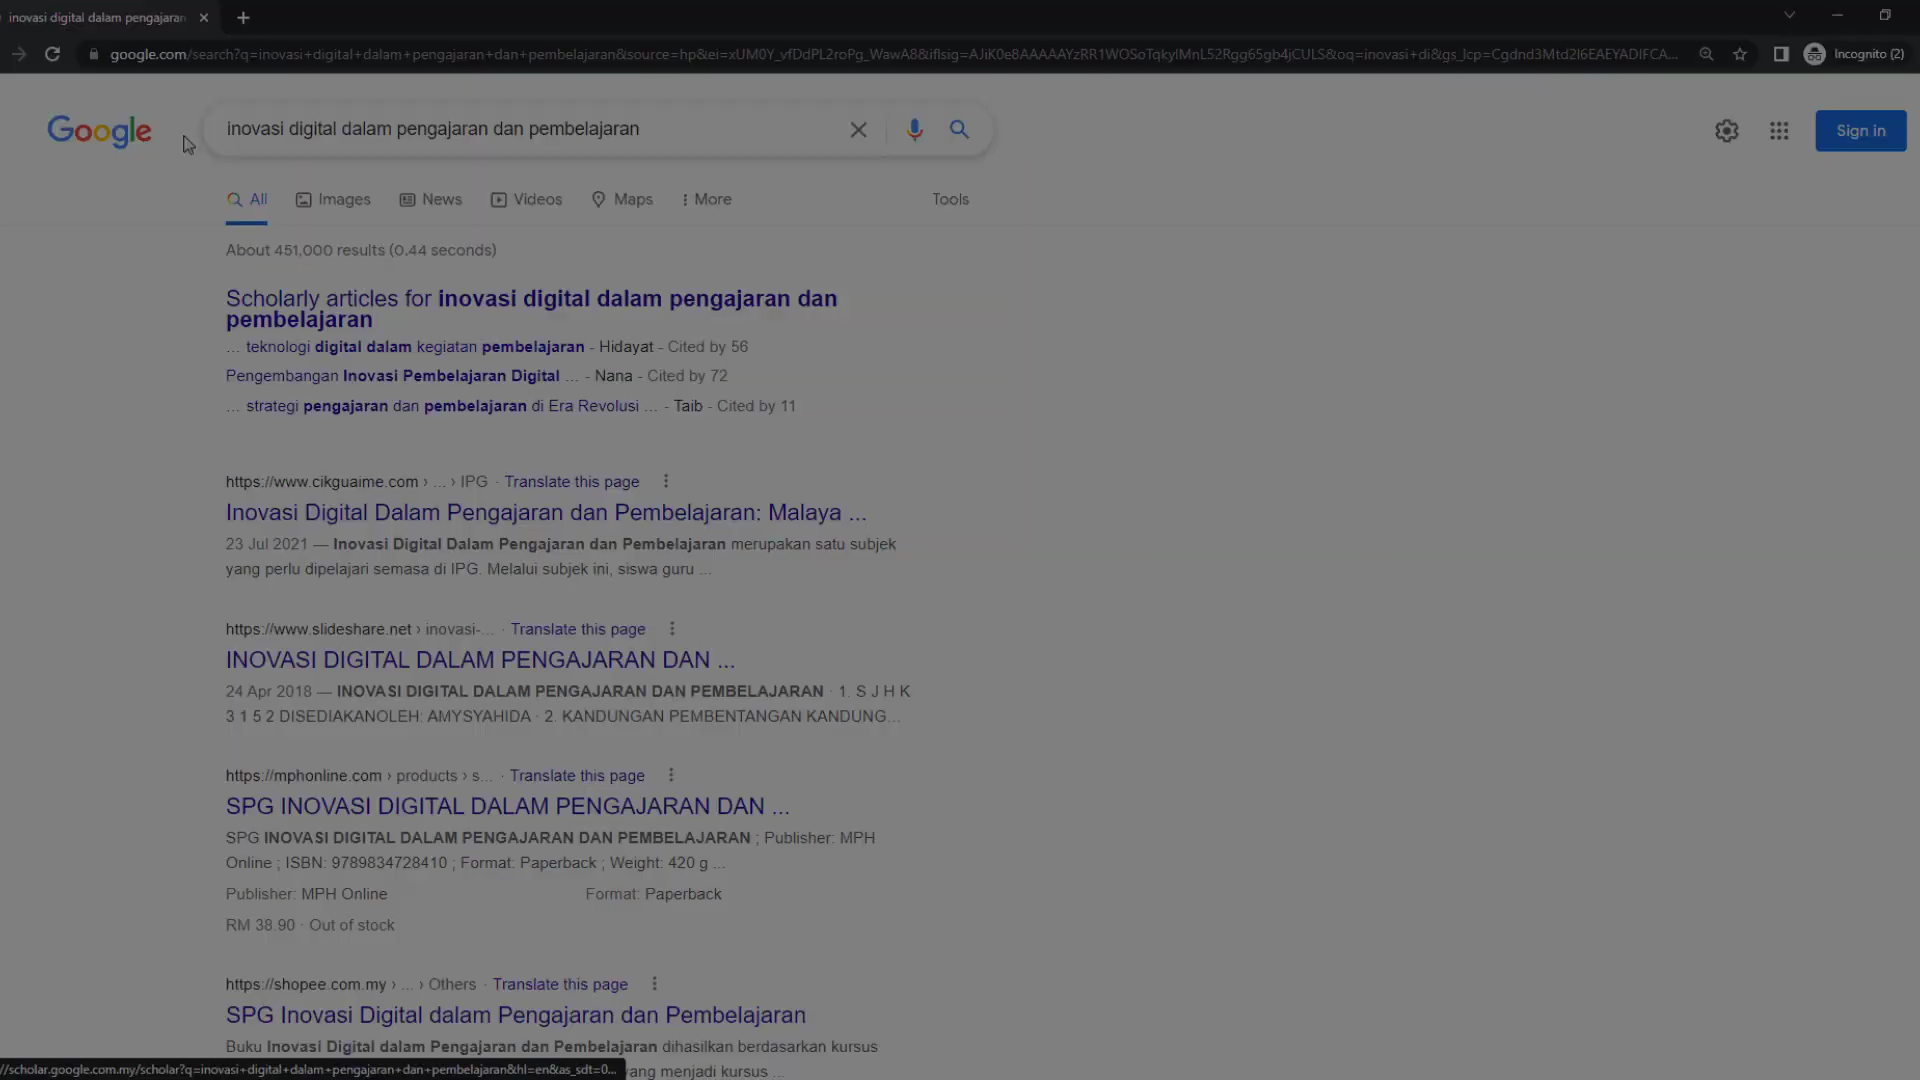 inovasi digital dalam pengajaran
google.com/search?q=inovasi+digital+dalam+pengajaran+dan+pembelajaran&source=hp&ei=xUM0Y_vfDdPL2roPg_WawA8&iflsig=AJiK0e8AAAAAYzRR1WOSoTqkyIMnL52Rgg65gb4jCULS&oq=inovasi+di&gs_lcp=Cgdnd3Mtd2l6EAEYADIFCA...
Incognito (2)
Google
inovasi digital dalam pengajaran dan pembelajaran
Sign in
All Images News Videos Maps More Tools
About 451,000 results (0.44 seconds)
Scholarly articles for inovasi digital dalam pengajaran dan
pembelajaran
... teknologi digital dalam kegiatan pembelajaran - Hidayat - Cited by 56
Pengembangan Inovasi Pembelajaran Digital ... - Nana - Cited by 72
... strategi pengajaran dan pembelajaran di Era Revolusi ... - Taib - Cited by 11
https://www.cikguaime.com › ... › IPG · Translate this page
Inovasi Digital Dalam Pengajaran dan Pembelajaran: Malaya ...
23 Jul 2021 — Inovasi Digital Dalam Pengajaran dan Pembelajaran merupakan satu subjek
yang perlu dipelajari semasa di IPG. Melalui subjek ini, siswa guru ...
https://www.slideshare.net › inovasi-... · Translate this page
INOVASI DIGITAL DALAM PENGAJARAN DAN ...
24 Apr 2018 — INOVASI DIGITAL DALAM PENGAJARAN DAN PEMBELAJARAN · 1. S J H K
3 1 5 2 DISEDIAKANOLEH: AMYSYAHIDA · 2. KANDUNGAN PEMBENTANGAN KANDUNG...
https://mphonline.com › products › s... · Translate this page
SPG INOVASI DIGITAL DALAM PENGAJARAN DAN ...
SPG INOVASI DIGITAL DALAM PENGAJARAN DAN PEMBELAJARAN ; Publisher: MPH
Online ; ISBN: 9789834728410 ; Format: Paperback ; Weight: 420 g ...
Publisher: MPH Online Format: Paperback
RM 38.90 · Out of stock
https://shopee.com.my › ... › Others · Translate this page
SPG Inovasi Digital dalam Pengajaran dan Pembelajaran
Buku Inovasi Digital dalam Pengajaran dan Pembelajaran dihasilkan berdasarkan kursus
//scholar.google.com.my/scholar?q=inovasi+digital+dalam+pengajaran+dan+pembelajaran&hl=en&as_sdt=0... yang menjadi kursus ...